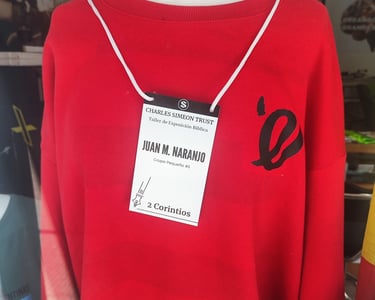 S
CHARLES SIMEON TRUST
Taller de Exposición Bíblica
JUAN M. NARANJO
Grupo Pequeño #4
2 Corintios